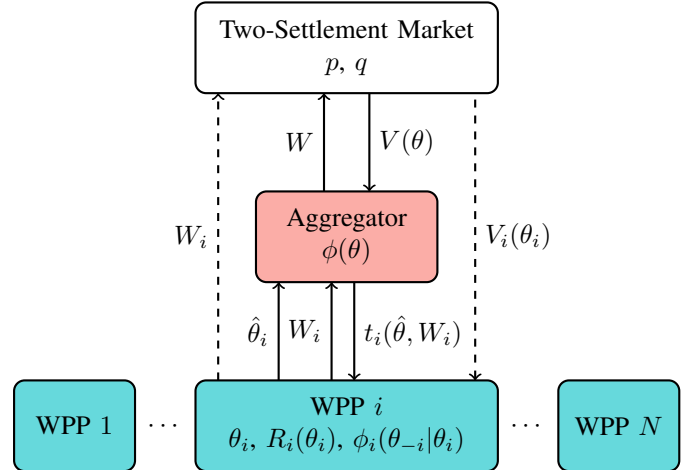 Two-Settlement Market
p, q
W
V(θ)
Aggregator
ϕ(θ)
W_i
V_i(θ_i)
θ̂_i
W_i
t_i(θ̂, W_i)
WPP 1
···
WPP i
θ_i, R_i(θ_i), ϕ_i(θ_{-i}|θ_i)
···
WPP N